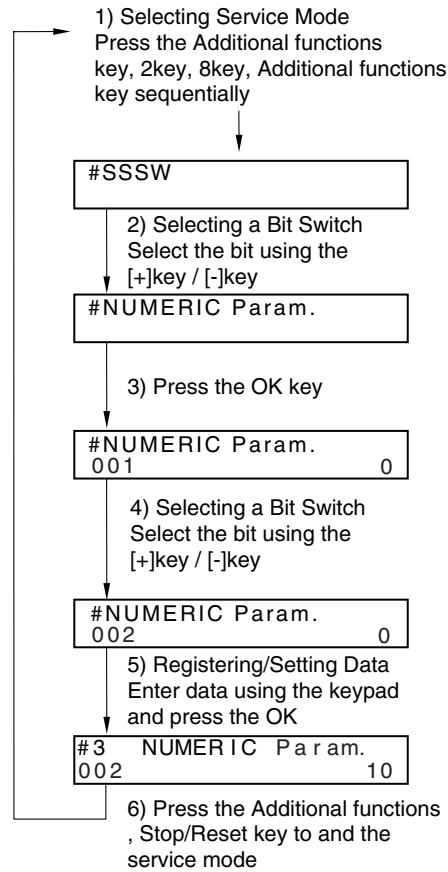 1) Selecting Service Mode
Press the Additional functions
key, 2key, 8key, Additional functions
key sequentially
#SSSW
2) Selecting a Bit Switch
Select the bit using the
[+]key / [-]key
#NUMERIC Param.
3) Press the OK key
#NUMERIC Param.
001 0
4) Selecting a Bit Switch
Select the bit using the
[+]key / [-]key
#NUMERIC Param.
002 0
5) Registering/Setting Data
Enter data using the keypad
and press the OK
#3 NUMERIC Param.
002 10
6) Press the Additional functions
, Stop/Reset key to and the
service mode